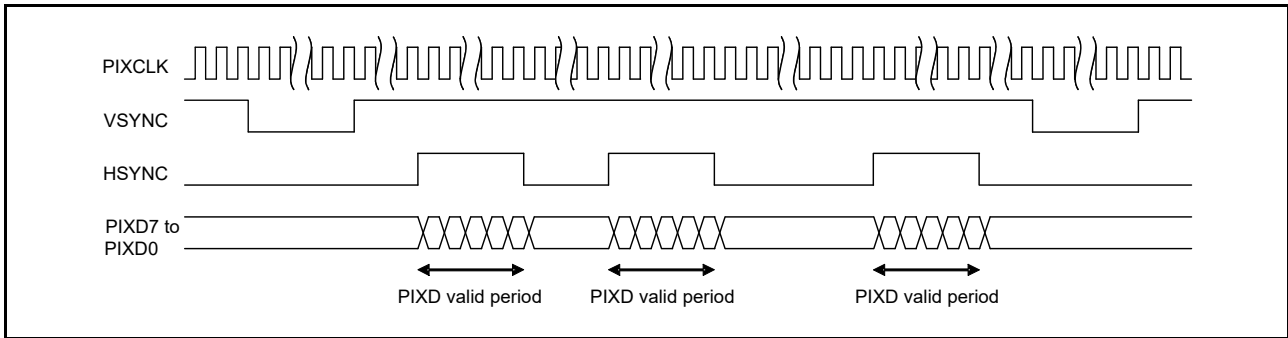 PIXCLK
VSYNC
HSYNC
PIXD7 to
PIXD0
PIXD valid period
PIXD valid period
PIXD valid period